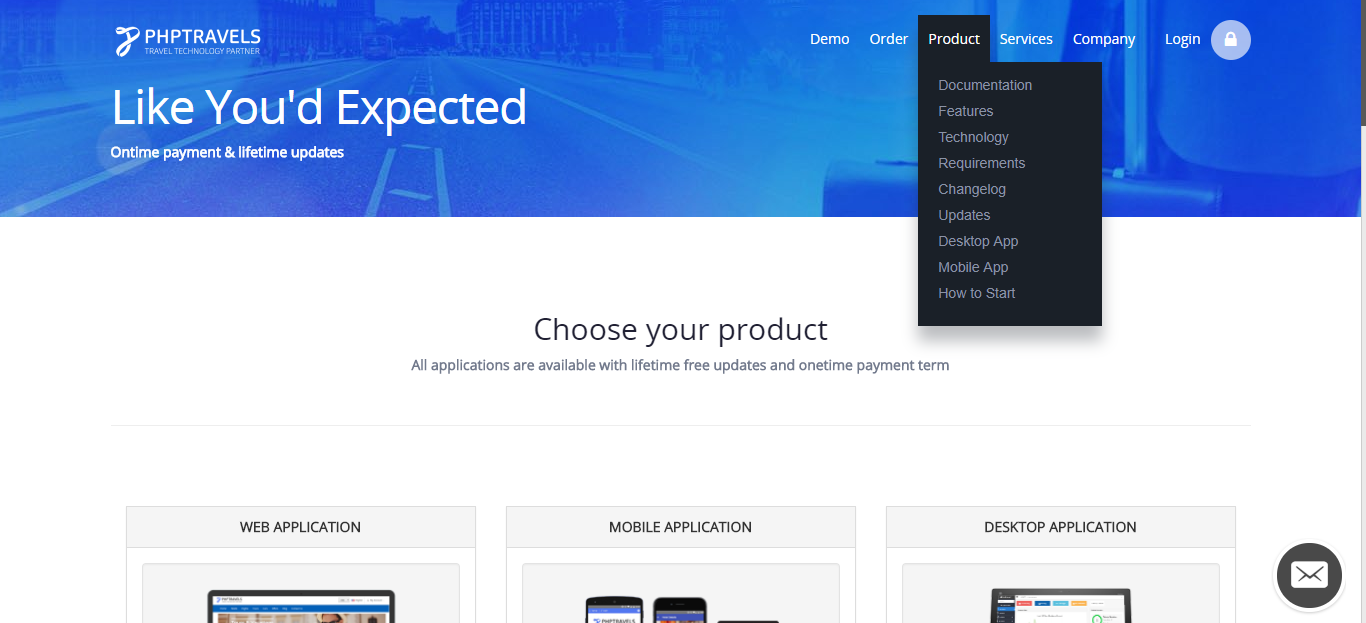 PHPTRAVELS
TRAVEL TECHNOLOGY PARTNER
Demo Order Product Services Company Login
Like You'd Expected
Ontime payment & lifetime updates
Documentation
Features
Technology
Requirements
Changelog
Updates
Desktop App
Mobile App
How to Start
Choose your product
All applications are available with lifetime free updates and onetime payment term
WEB APPLICATION MOBILE APPLICATION DESKTOP APPLICATION
PHPTRAVELS